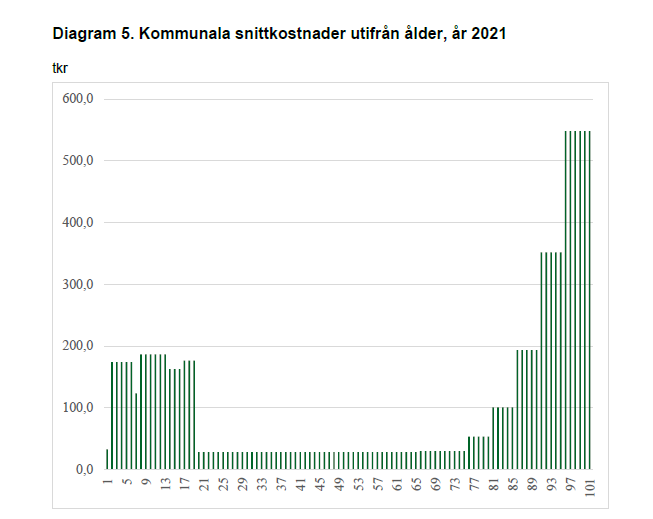 Diagram 5. Kommunala snittkostnader utifrån ålder, år 2021
tkr
600,0
500,0
400,0
300,0
200,0
100,0
0,0
1 5 9 13 17 21 25 29 33 37 41 45 49 53 57 61 65 69 73 77 81 85 89 93 97 101